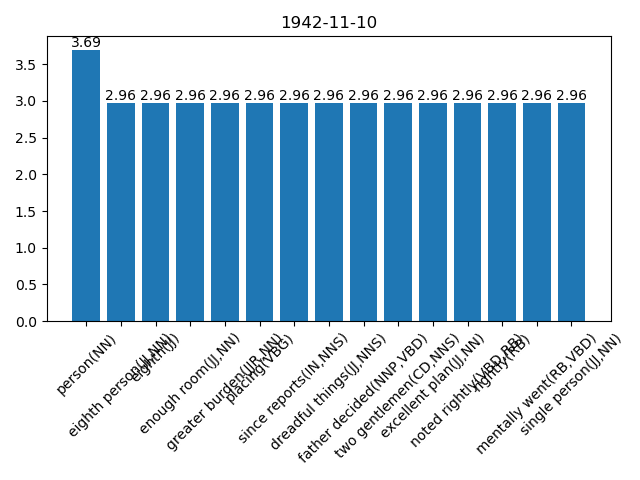 1942-11-10
3.69
2.96 2.96 2.96 2.96 2.96 2.96 2.96 2.96 2.96 2.96 2.96 2.96 2.96 2.96
3.5
3.0
2.5
2.0
1.5
1.0
0.5
0.0
person(NN)
eighth person(JJ,NN)
eighth(JJ)
enough room(JJ,NN)
greater burden(JJR,NN)
placing(VBG)
since reports(IN,NNS)
dreadful things(JJ,NNS)
father decided(NNP,VBD)
two gentlemen(CD,NNS)
excellent plan(JJ,NN)
noted rightly(VBD,RB)
rightly(RB)
mentally went(RB,VBD)
single person(JJ,NN)